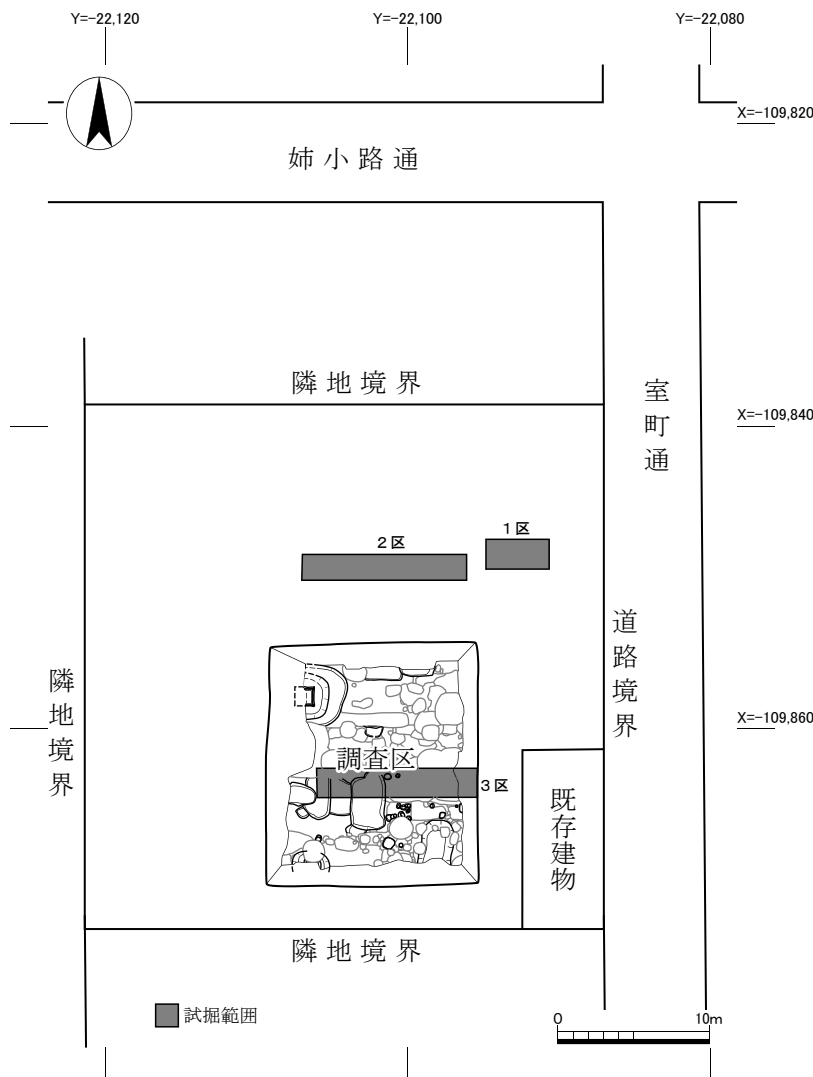 Y=-22,120
Y=-22,100
Y=-22,080
X=-109,820
姉小路通
隣地境界
室町通
X=-109,840
1区
2区
道路境界
隣地境界
X=-109,860
調査区
3区
既存建物
隣地境界
試掘範囲
0
10m